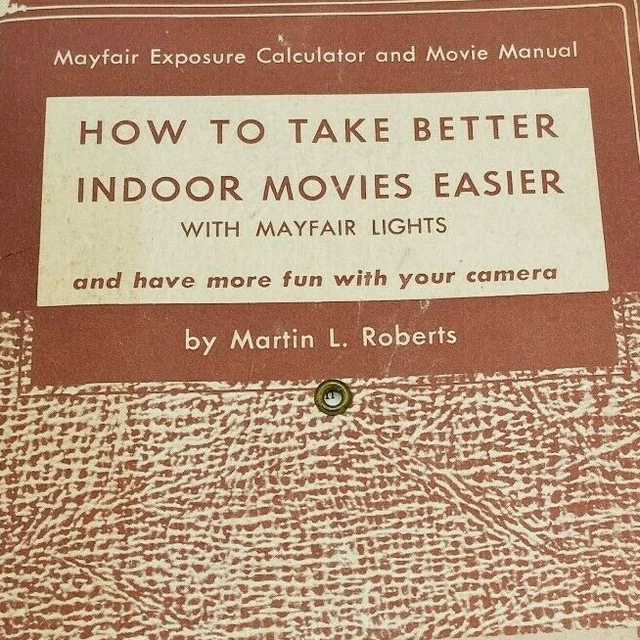 Mayfair Exposure Calculator and Movie Manual
HOW TO TAKE BETTER
INDOOR MOVIES EASIER
WITH MAYFAIR LIGHTS
and have more fun with your camera
by Martin L. Roberts